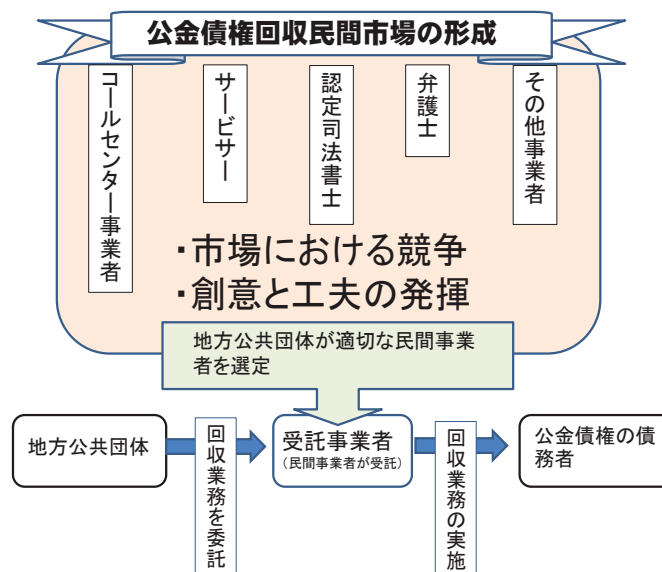 公金債権回収民間市場の形成
コールセンター事業者
サービサー
認定司法書士
弁護士
その他事業者
・市場における競争
・創意と工夫の発揮
地方公共団体が適切な民間事業
者を選定
地方公共団体
回収業務を委託
受託事業者
(民間事業者が受託)
回収業務の実施
公金債権の債
務者